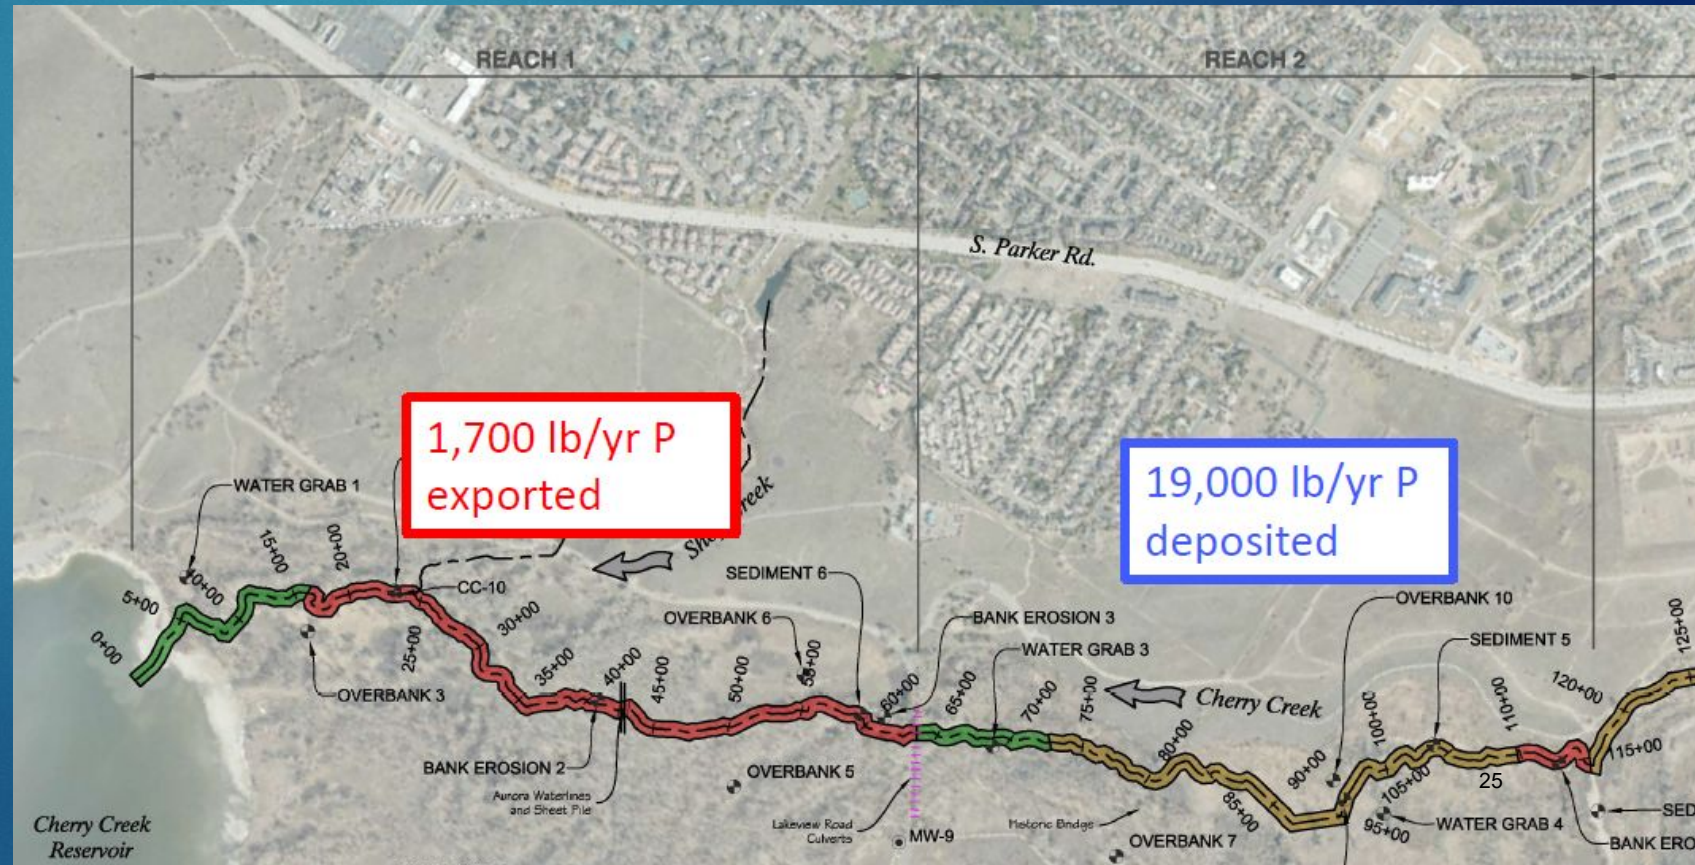 REACH 1
REACH 2
S. Parker Rd.
1,700 lb/yr P
exported
19,000 lb/yr P
deposited
WATER GRAB 1
reek
Sho
SEDIMENT 6
CC-10
OVERBANK 10
OVERBANK 6
BANK EROSION 3
SEDIMENT 5
WATER GRAB 3
OVERBANK 3
Cherry Creek
0+00
5+00
10+00
15+00
20+00
25+00
30+00
35+00
40+00
45+00
50+00
55+00
60+00
65+00
70+00
75+00
80+00
85+00
90+00
95+00
100+00
105+00
110+00
115+00
120+00
125+00
BANK EROSION 2
OVERBANK 5
25
Aurora Waterlines
and Sheet Pile
Lakeview Road
Culverts
MW-9
Historic Bridge
OVERBANK 7
WATER GRAB 4
SED
BANK ERO
Cherry Creek
Reservoir